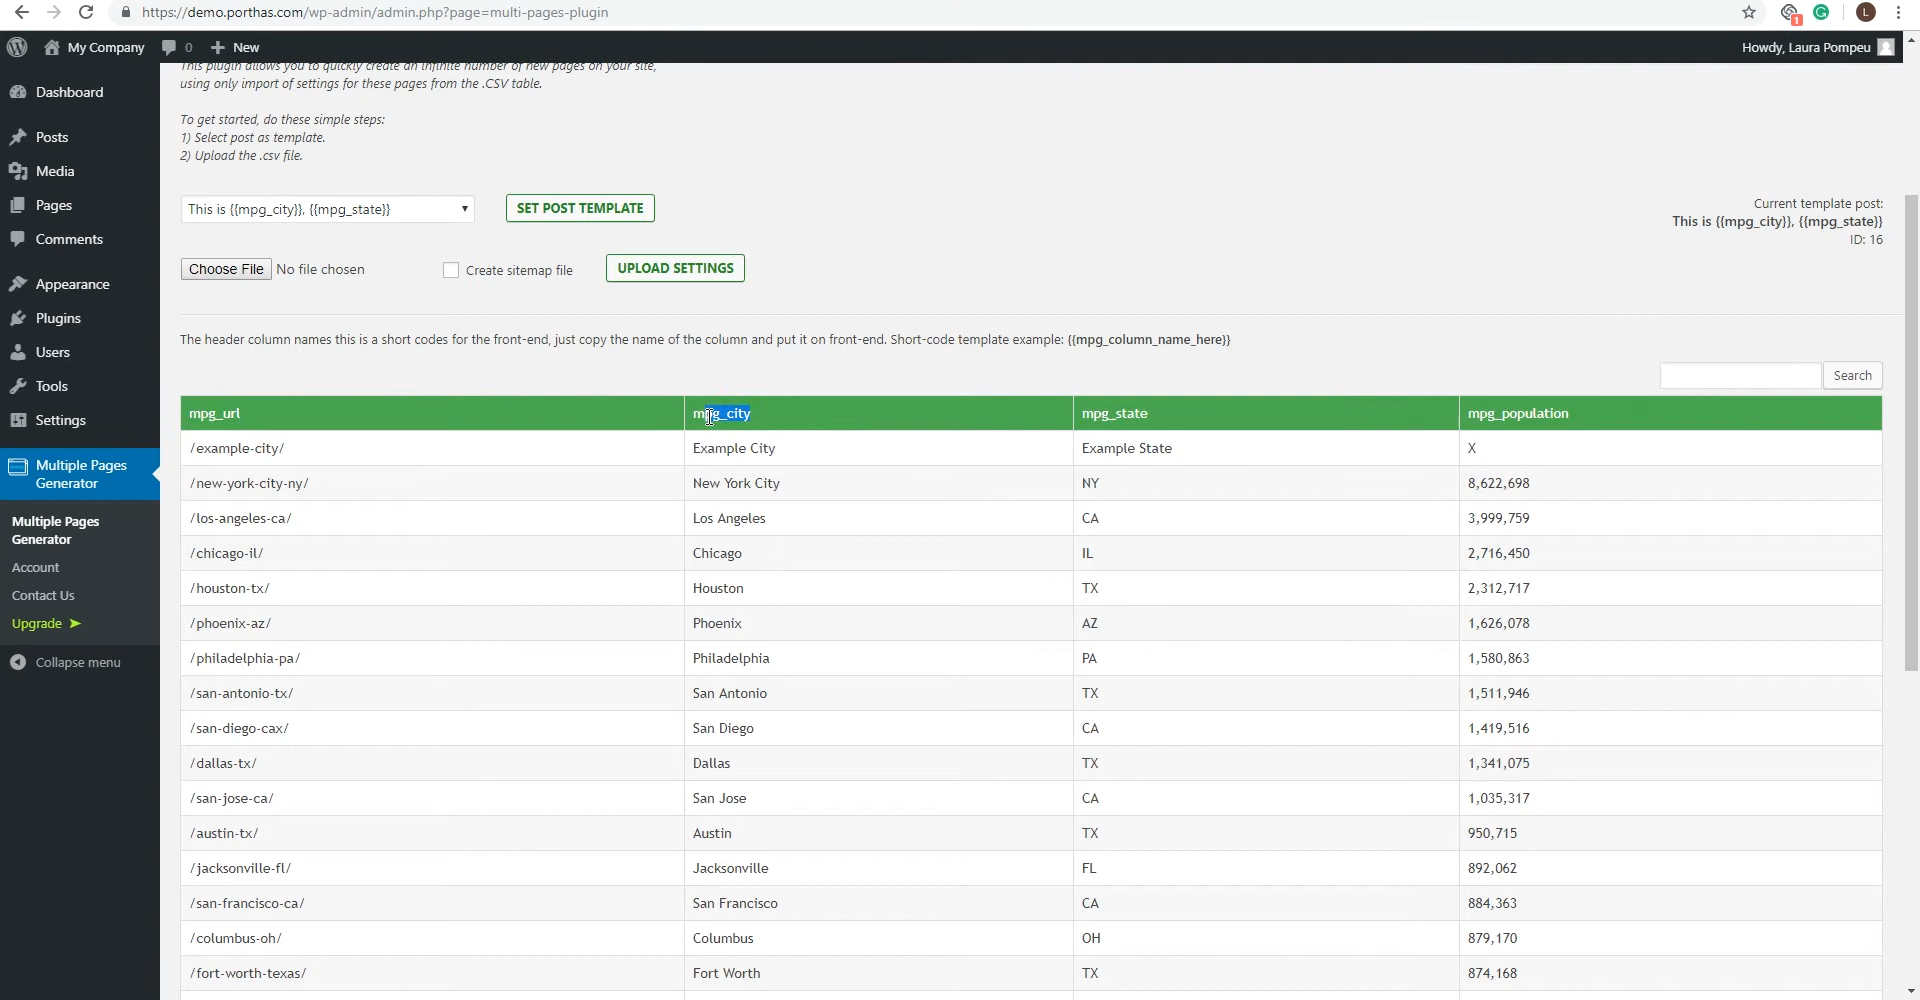 https://demo.porthas.com/wp-admin/admin.php?page=multi-pages-plugin
1
L
My Company
0
New
Howdy, Laura Pompeu
Dashboard
Posts
Media
Pages
Comments
Appearance
Plugins
Users
Tools
Settings
Multiple Pages
Generator
Multiple Pages
Generator
Account
Contact Us
Upgrade ➤
Collapse menu
This plugin allows you to quickly create an infinite number of new pages on your site,
using only import of settings for these pages from the .CSV table.
To get started, do these simple steps:
1) Select post as template.
2) Upload the .csv file.
This is {{mpg_city}}, {{mpg_state}}
SET POST TEMPLATE
Current template post:
This is {{mpg_city}}, {{mpg_state}}
ID: 16
Choose File No file chosen
Create sitemap file
UPLOAD SETTINGS
The header column names this is a short codes for the front-end, just copy the name of the column and put it on front-end. Short-code template example: {{mpg_column_name_here}}
Search
mpg_url mpg_city mpg_state mpg_population
/example-city/ Example City Example State X
/new-york-city-ny/ New York City NY 8,622,698
/los-angeles-ca/ Los Angeles CA 3,999,759
/chicago-il/ Chicago IL 2,716,450
/houston-tx/ Houston TX 2,312,717
/phoenix-az/ Phoenix AZ 1,626,078
/philadelphia-pa/ Philadelphia PA 1,580,863
/san-antonio-tx/ San Antonio TX 1,511,946
/san-diego-cax/ San Diego CA 1,419,516
/dallas-tx/ Dallas TX 1,341,075
/san-jose-ca/ San Jose CA 1,035,317
/austin-tx/ Austin TX 950,715
/jacksonville-fl/ Jacksonville FL 892,062
/san-francisco-ca/ San Francisco CA 884,363
/columbus-oh/ Columbus OH 879,170
/fort-worth-texas/ Fort Worth TX 874,168